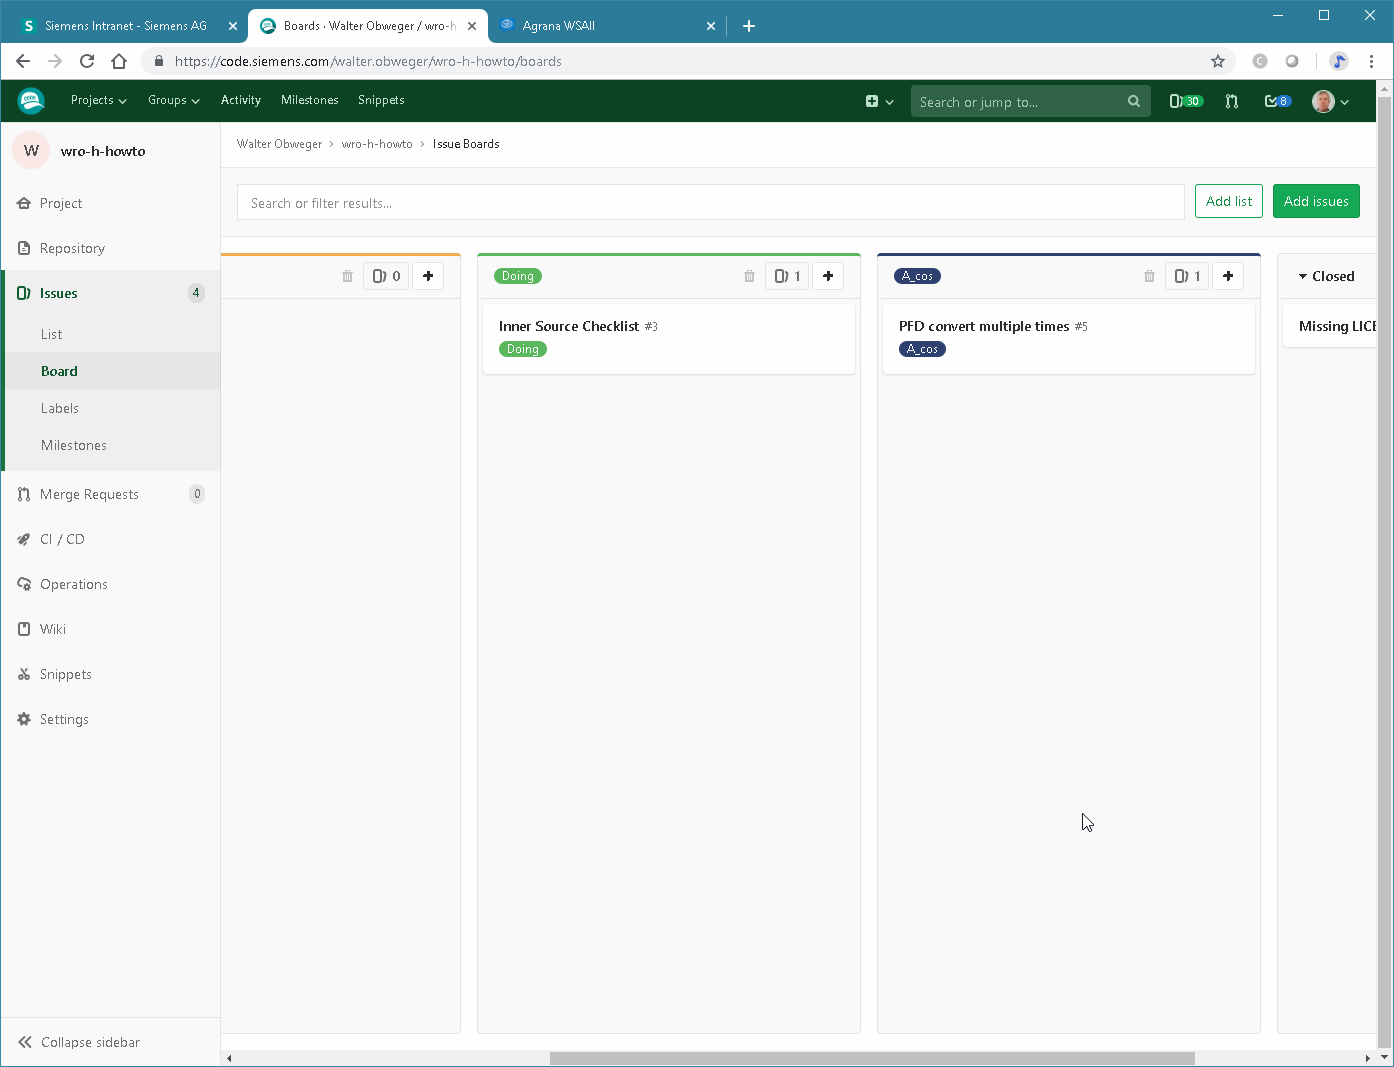 Siemens Intranet - Siemens AG
Boards · Walter Obweger / wro-h
Agrana WSAll
https://code.siemens.com/walter.obweger/wro-h-howto/boards
Projects Groups Activity Milestones Snippets Search or jump to... 30 8
W wro-h-howto
Walter Obweger › wro-h-howto › Issue Boards
Project
Search or filter results... Add list Add issues
Repository
Issues 4
List
Board
Labels
Milestones
Merge Requests 0
CI / CD
Operations
Wiki
Snippets
Settings
Collapse sidebar
0
Doing 1
Inner Source Checklist #3
Doing
A_cos 1
PFD convert multiple times #5
A_cos
Closed
Missing LICE